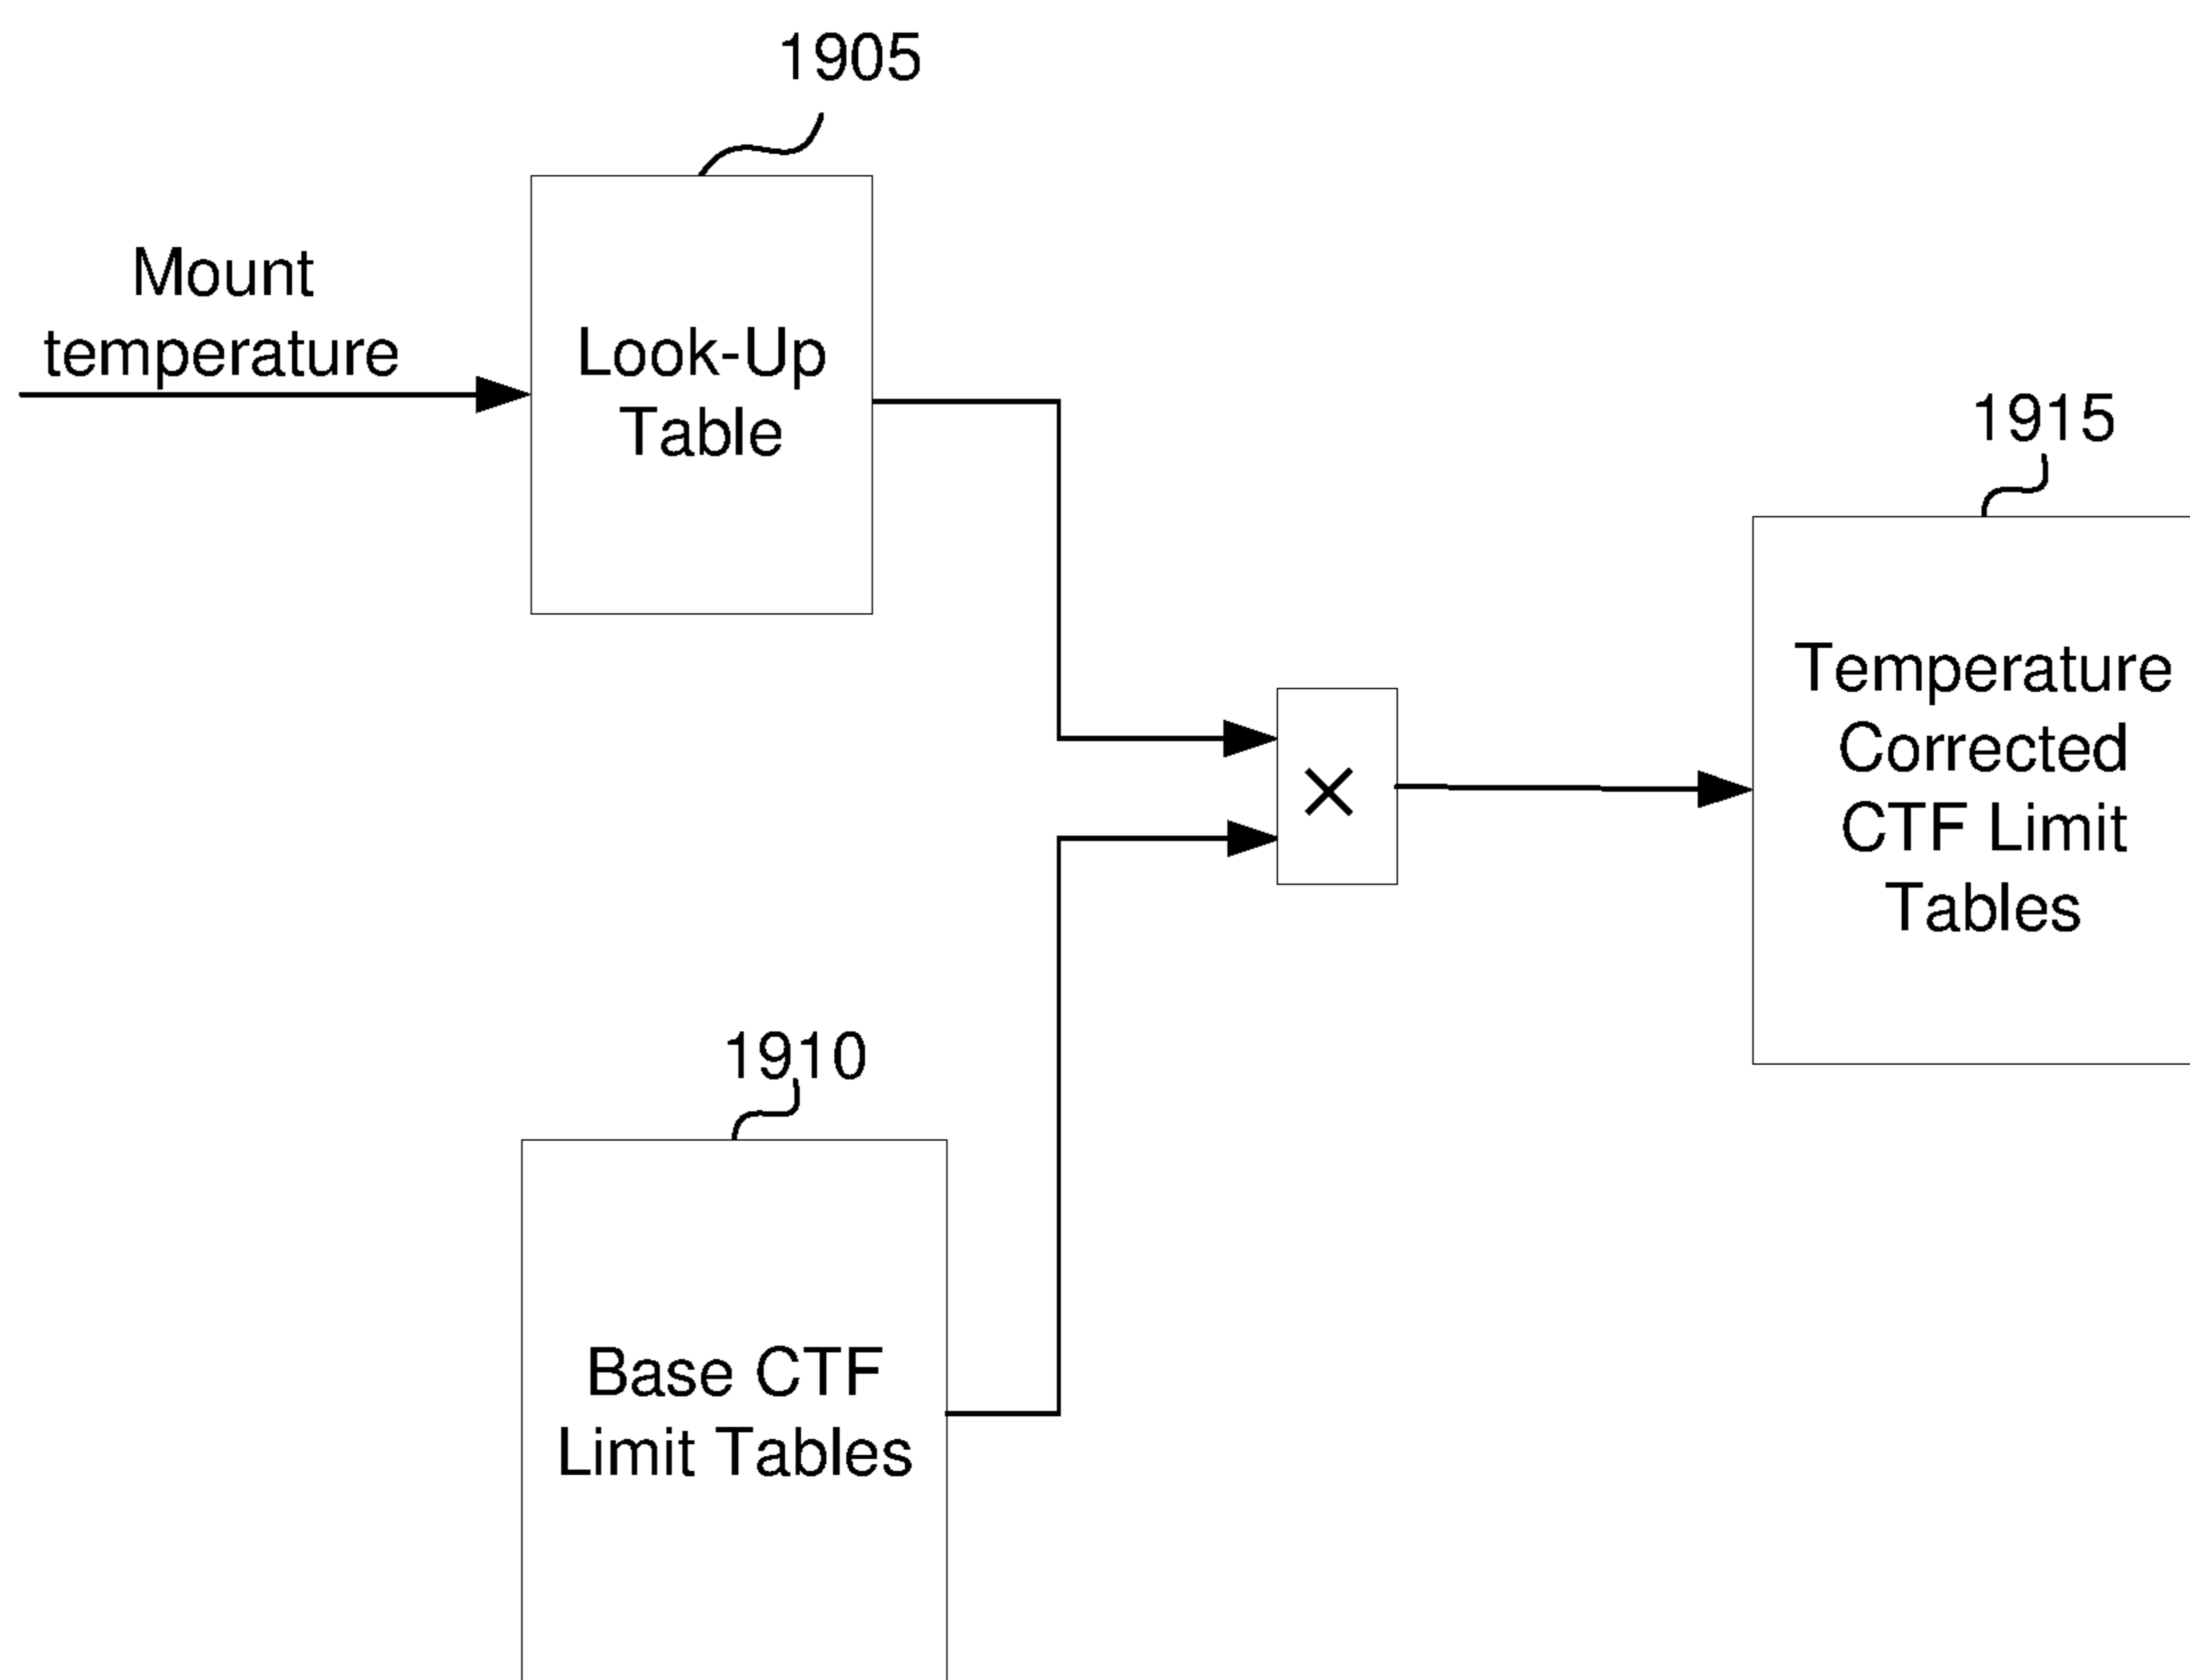 1905
Mount
temperature
Look-Up
Table
1915
×
Temperature
Corrected
CTF Limit
Tables
1910
Base CTF
Limit Tables